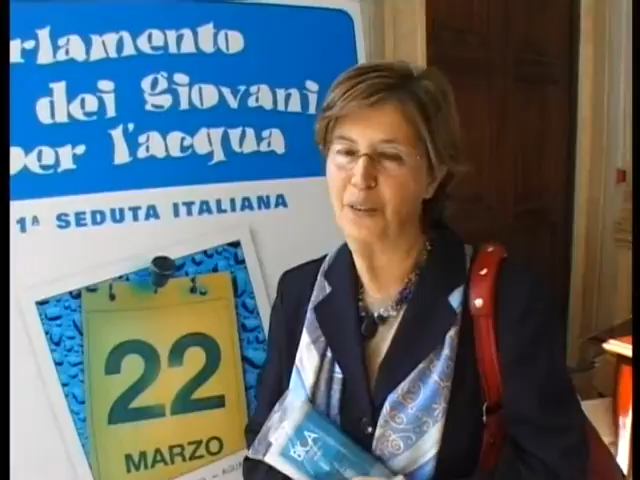 rlamento
dei giovani
per l'acqua
1ª SEDUTA ITALIANA
22
MARZO